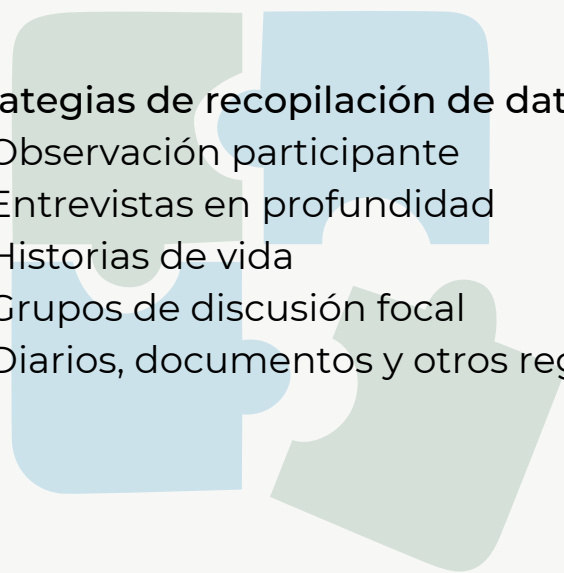 ategias de recopilación de dat
Observación participante
Entrevistas en profundidad
Historias de vida
Grupos de discusión focal
Diarios, documentos y otros reg